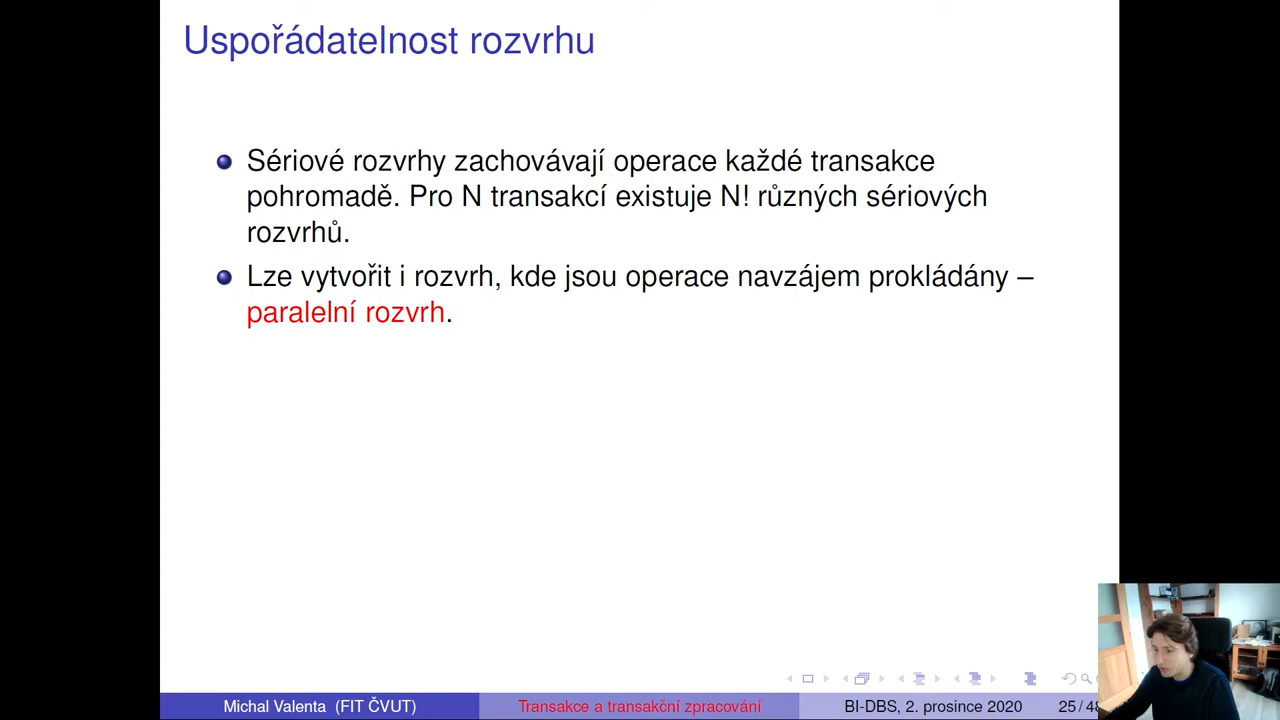 Uspořádatelnost rozvrhu
Sériové rozvrhy zachovávají operace každé transakce
pohromadě. Pro N transakcí existuje N! různých sériových
rozvrhů.
Lze vytvořit i rozvrh, kde jsou operace navzájem prokládány –
paralelní rozvrh.
Michal Valenta (FIT ČVUT) Transakce a transakční zpracování BI-DBS, 2. prosince 2020 25 / 48